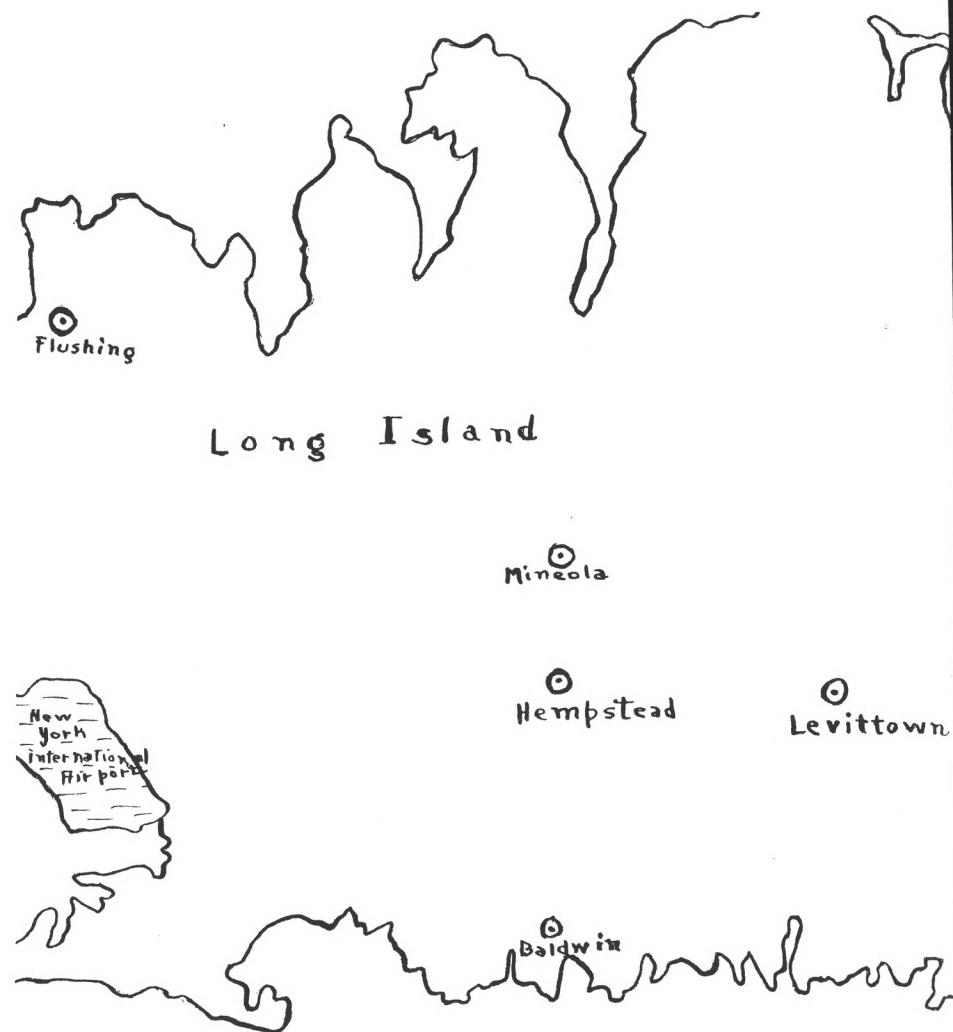 Flushing
Long Island
Mineola
Hempstead
Levittown
New
York
international
Airport
Baldwin